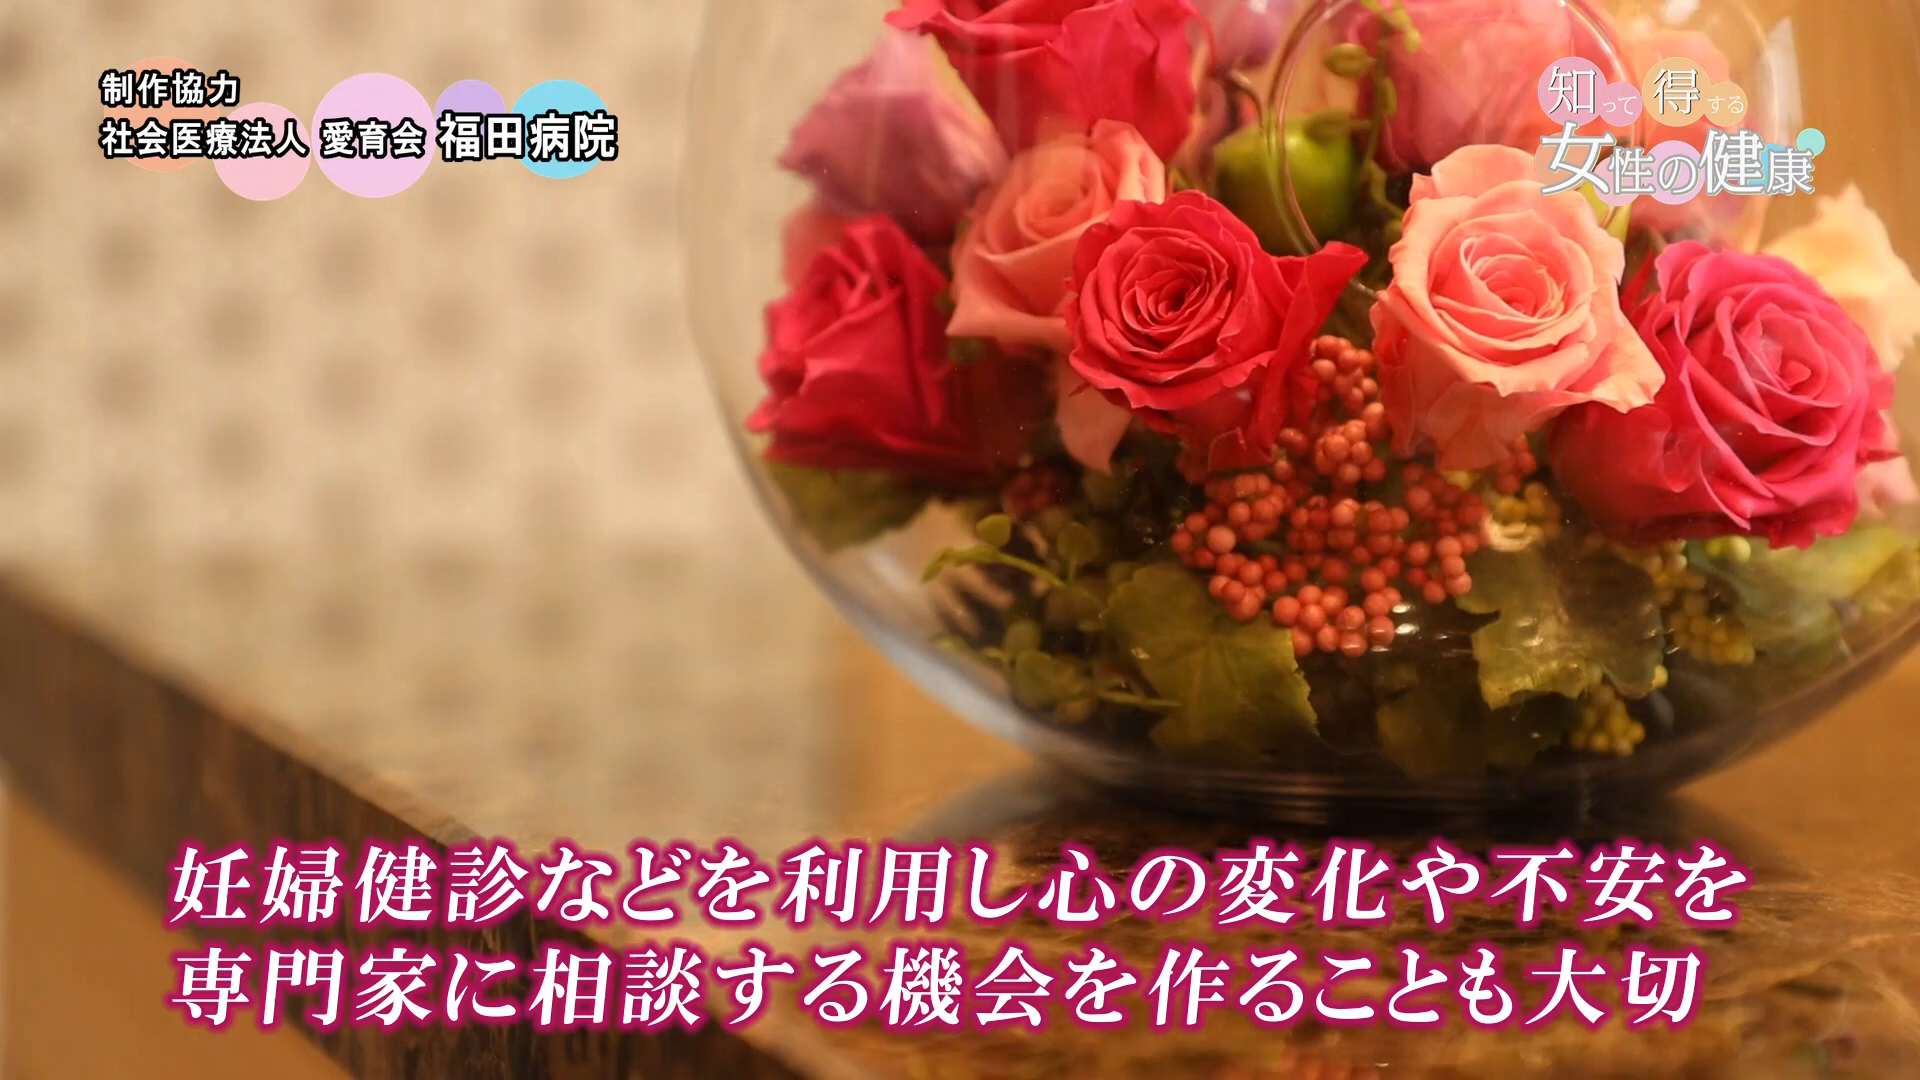 制作協力
社会医療法人 愛育会 福田病院
知って得する
女性の健康
妊婦健診などを利用し心の変化や不安を
専門家に相談する機会を作ることも大切